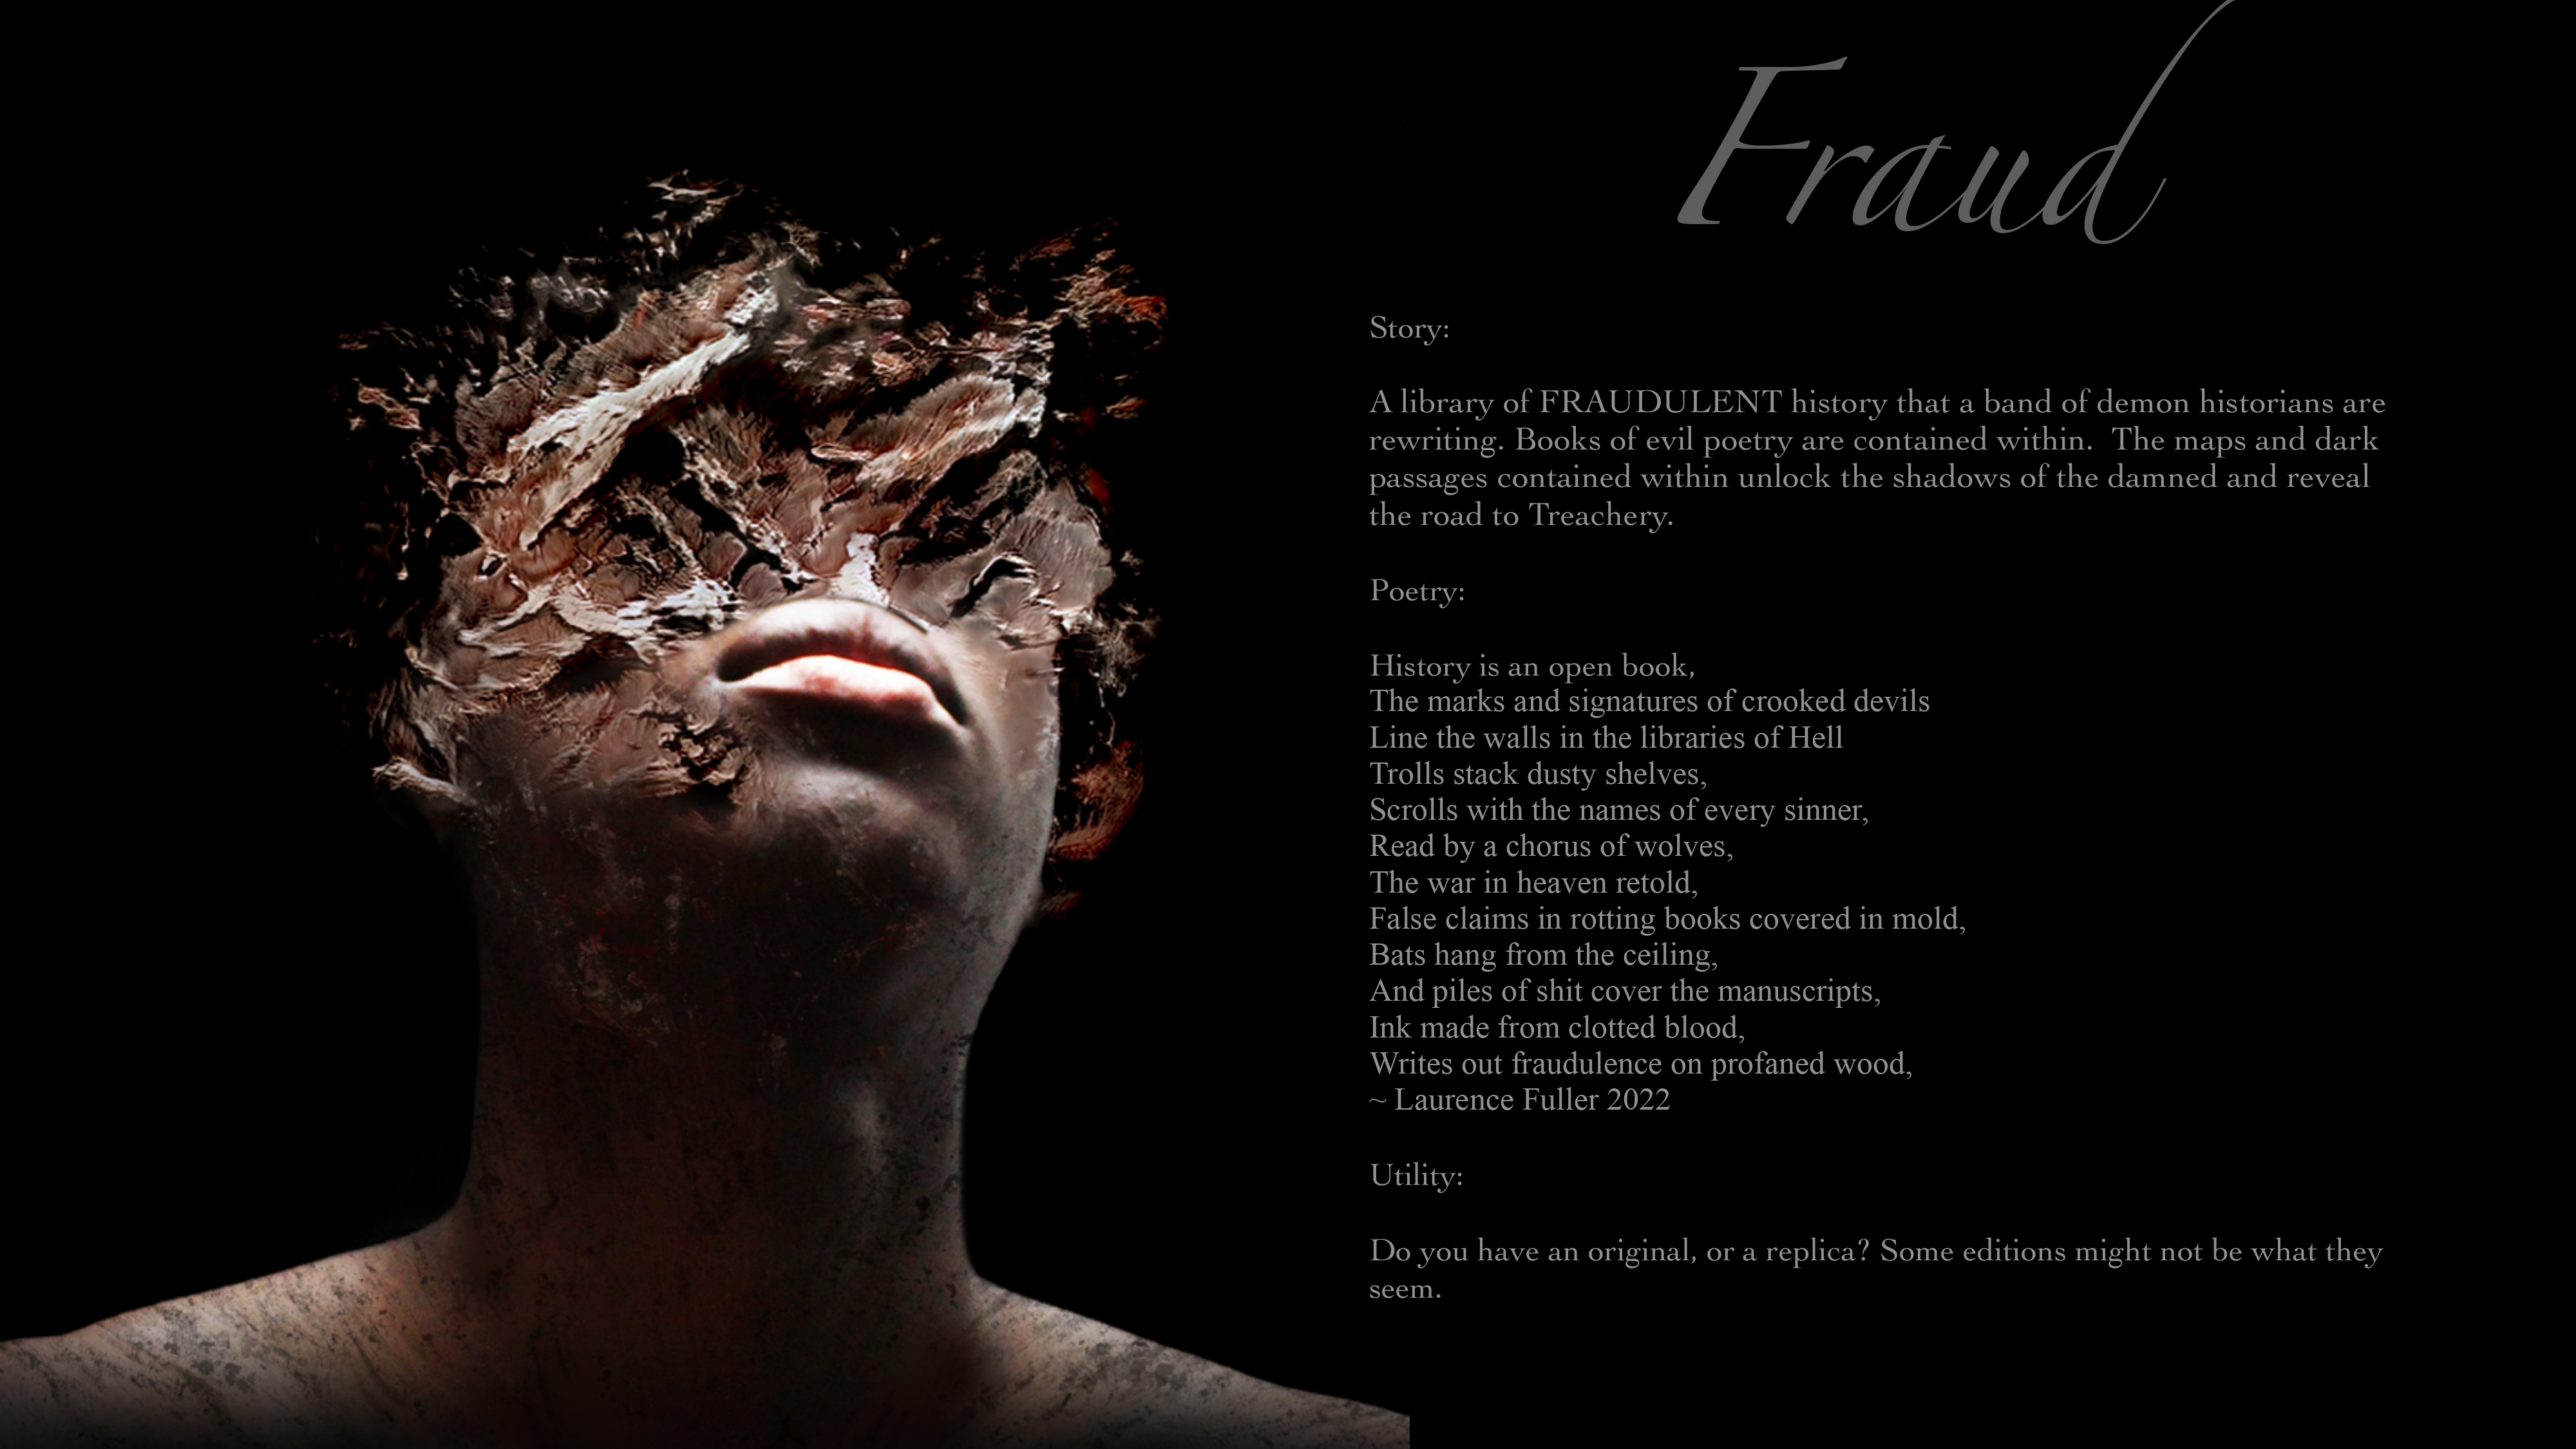 Fraud
Story:
A library of FRAUDULENT history that a band of demon historians are
rewriting. Books of evil poetry are contained within.  The maps and dark
passages contained within unlock the shadows of the damned and reveal
the road to Treachery.
Poetry:
History is an open book,
The marks and signatures of crooked devils
Line the walls in the libraries of Hell
Trolls stack dusty shelves,
Scrolls with the names of every sinner,
Read by a chorus of wolves,
The war in heaven retold,
False claims in rotting books covered in mold,
Bats hang from the ceiling,
And piles of shit cover the manuscripts,
Ink made from clotted blood,
Writes out fraudulence on profaned wood,
~ Laurence Fuller 2022
Utility:
Do you have an original, or a replica? Some editions might not be what they
seem.